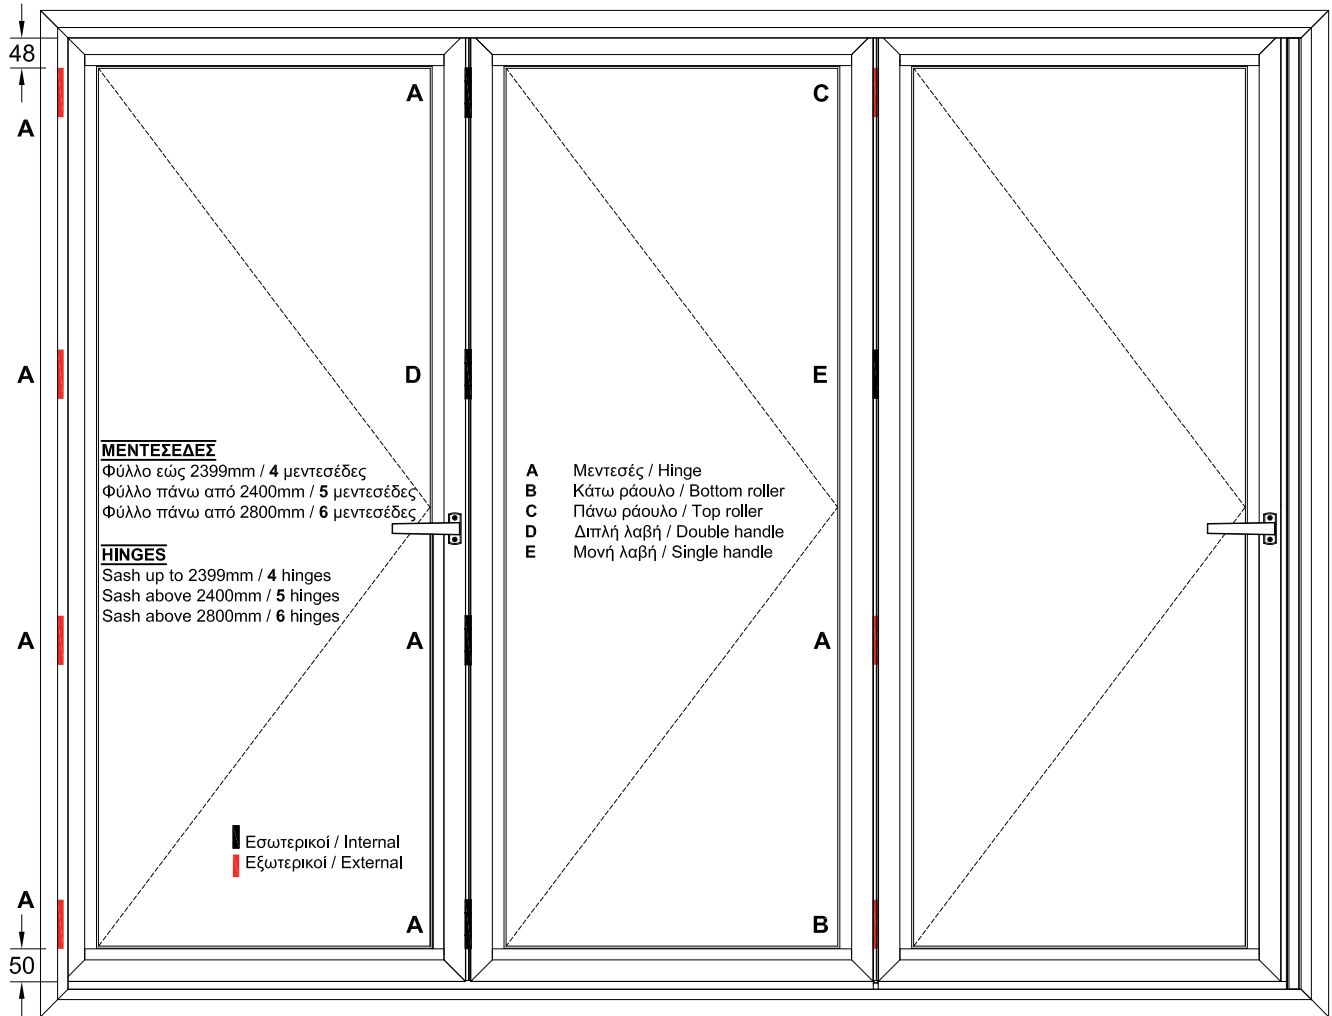 48
A
A
C
A
D
E
A
ΜΕΝΤΕΣΕΔΕΣ
Φύλλο εώς 2399mm / 4 μεντεσέδες
Φύλλο πάνω από 2400mm / 5 μεντεσέδες
Φύλλο πάνω από 2800mm / 6 μεντεσέδες
HINGES
Sash up to 2399mm / 4 hinges
Sash above 2400mm / 5 hinges
Sash above 2800mm / 6 hinges
A Μεντεσές / Hinge
B Κάτω ράουλο / Bottom roller
C Πάνω ράουλο / Top roller
D Διπλή λαβή / Double handle
E Μονή λαβή / Single handle
A
A
A
Εσωτερικοί / Internal
Εξωτερικοί / External
A
A
B
50